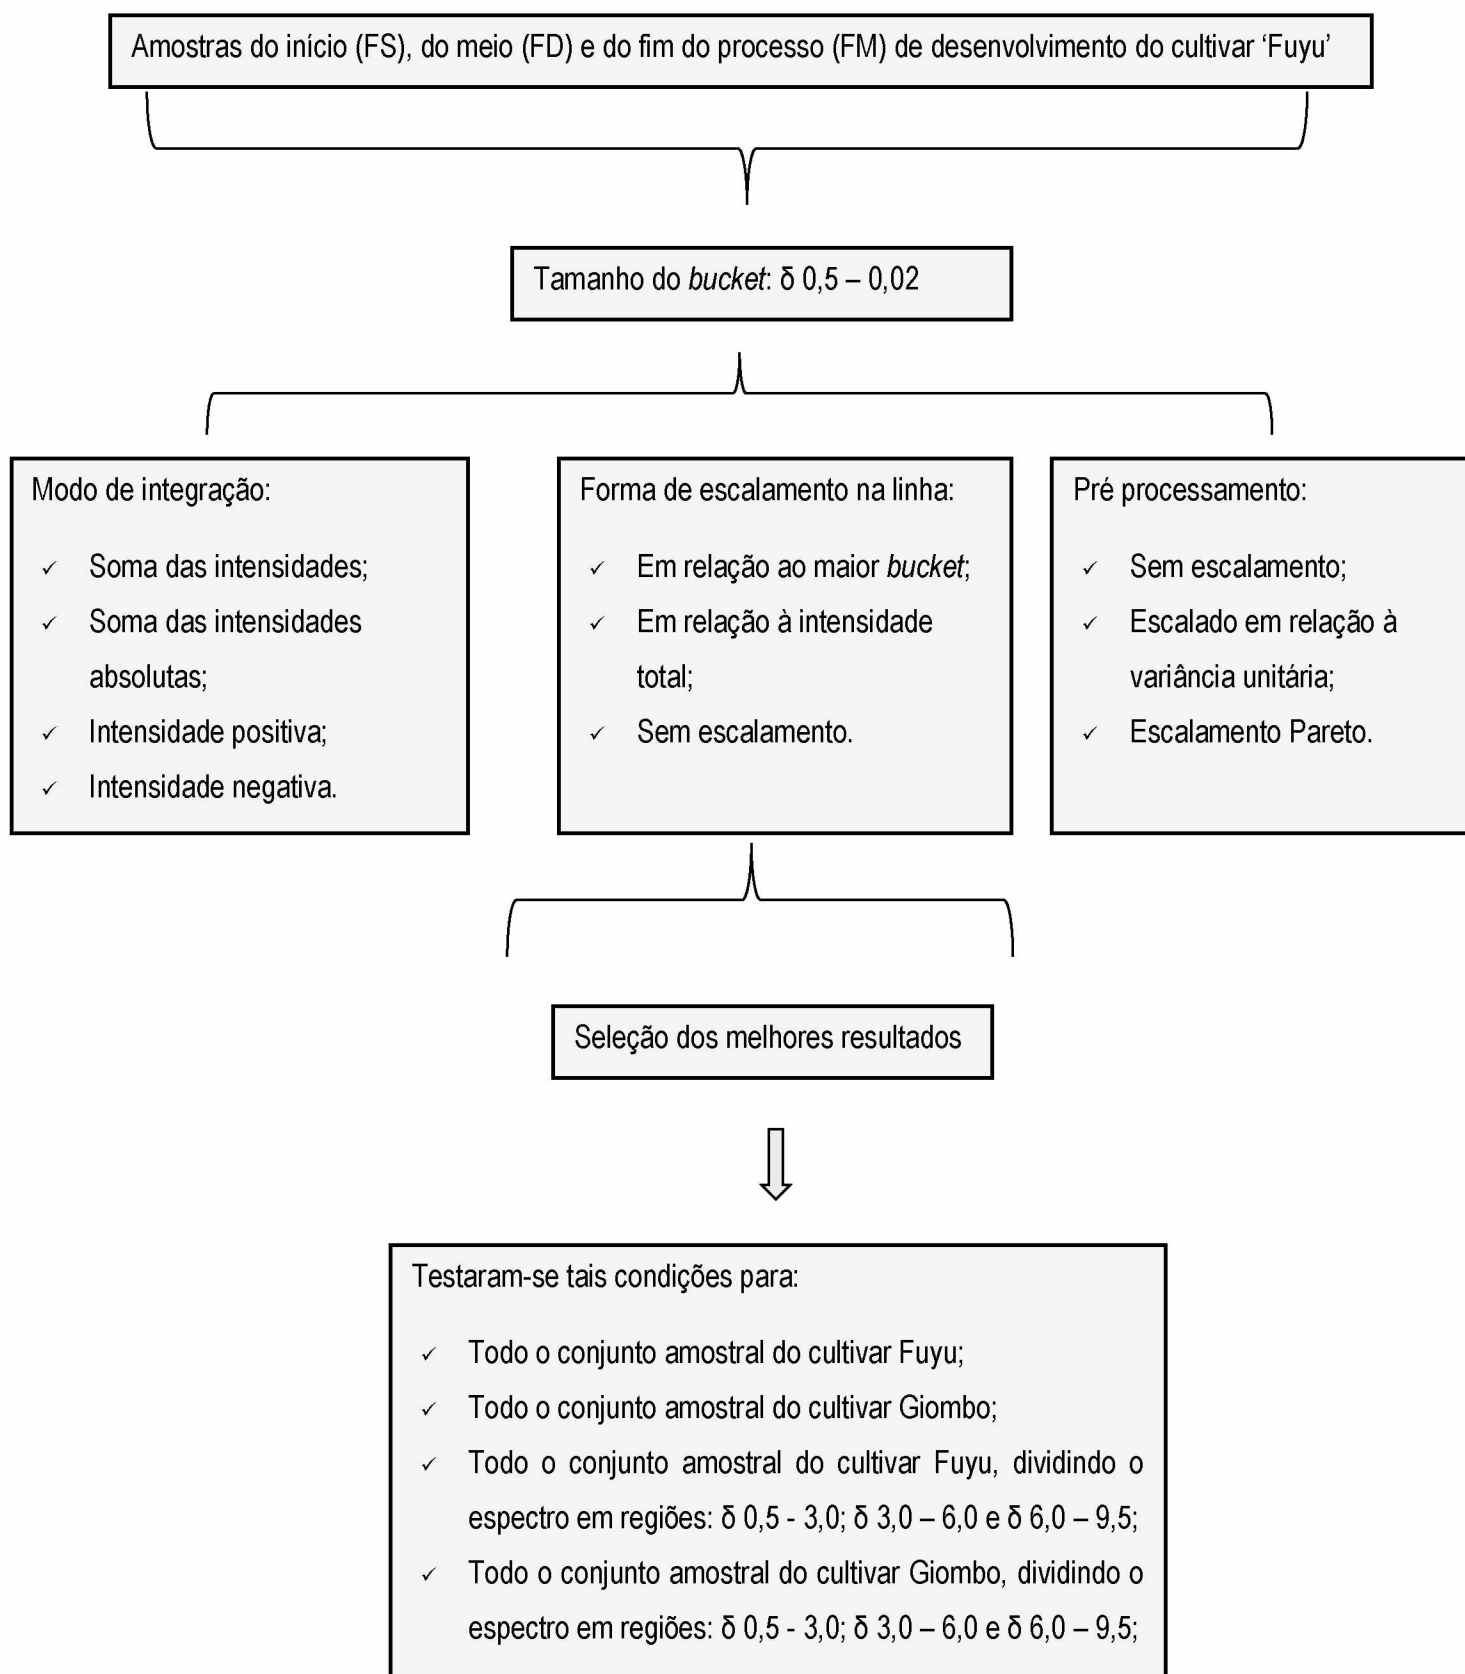 Amostras do início (FS), do meio (FD) e do fim do processo (FM) de desenvolvimento do cultivar ‘Fuyu’
Tamanho do bucket: δ 0,5 – 0,02
Modo de integração:
✓ Soma das intensidades;
✓ Soma das intensidades
absolutas;
✓ Intensidade positiva;
✓ Intensidade negativa.
Forma de escalamento na linha:
✓ Em relação ao maior bucket;
✓ Em relação à intensidade
total;
✓ Sem escalamento.
Pré processamento:
✓ Sem escalamento;
✓ Escalado em relação à
variância unitária;
✓ Escalamento Pareto.
Seleção dos melhores resultados
Testaram-se tais condições para:
✓ Todo o conjunto amostral do cultivar Fuyu;
✓ Todo o conjunto amostral do cultivar Giombo;
✓ Todo o conjunto amostral do cultivar Fuyu, dividindo o
espectro em regiões: δ 0,5 - 3,0; δ 3,0 – 6,0 e δ 6,0 – 9,5;
✓ Todo o conjunto amostral do cultivar Giombo, dividindo o
espectro em regiões: δ 0,5 - 3,0; δ 3,0 – 6,0 e δ 6,0 – 9,5;